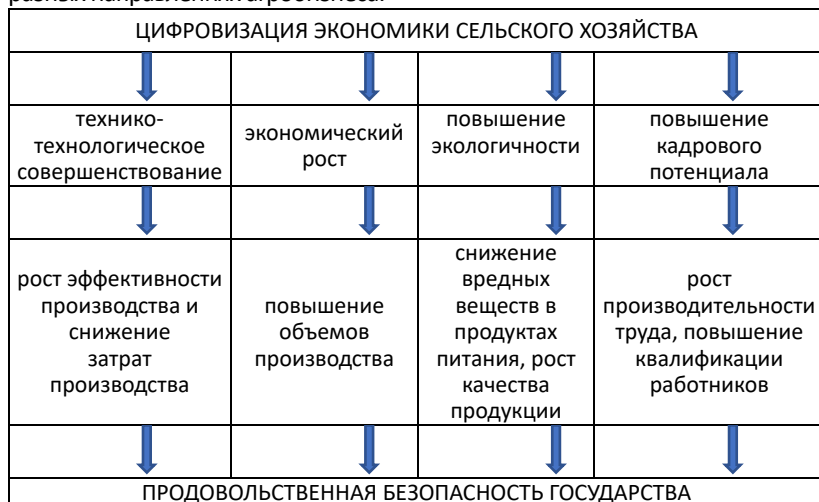 ЦИФРОВИЗАЦИЯ ЭКОНОМИКИ СЕЛЬСКОГО ХОЗЯЙСТВА
технико-
технологическое
совершенствование
экономический
рост
повышение
экологичности
повышение
кадрового
потенциала
рост эффективности
производства и
снижение
затрат
производства
повышение
объемов
производства
снижение
вредных
веществ в
продуктах
питания, рост
качества
продукции
рост
производительности
труда, повышение
квалификации
работников
ПРОДОВОЛЬСТВЕННАЯ БЕЗОПАСНОСТЬ ГОСУДАРСТВА